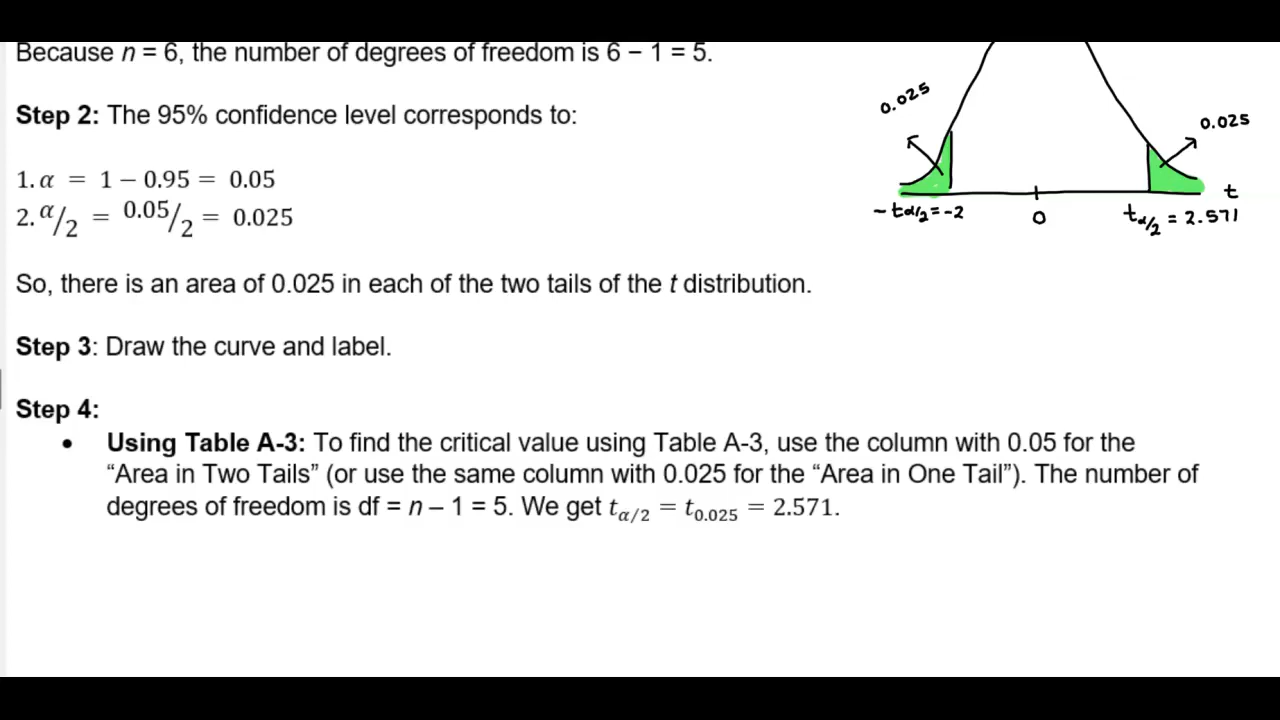 Because n = 6, the number of degrees of freedom is 6 − 1 = 5.
0.025
0.025
Step 2: The 95% confidence level corresponds to:
1. α = 1 − 0.95 = 0.05
2. α/2 = 0.05/2 = 0.025
t
−tα/2 = -2
0
tα/2 = 2.571
So, there is an area of 0.025 in each of the two tails of the t distribution.
Step 3: Draw the curve and label.
Step 4:
• Using Table A-3: To find the critical value using Table A-3, use the column with 0.05 for the
“Area in Two Tails” (or use the same column with 0.025 for the “Area in One Tail”). The number of
degrees of freedom is df = n – 1 = 5. We get tα/2 = t0.025 = 2.571.